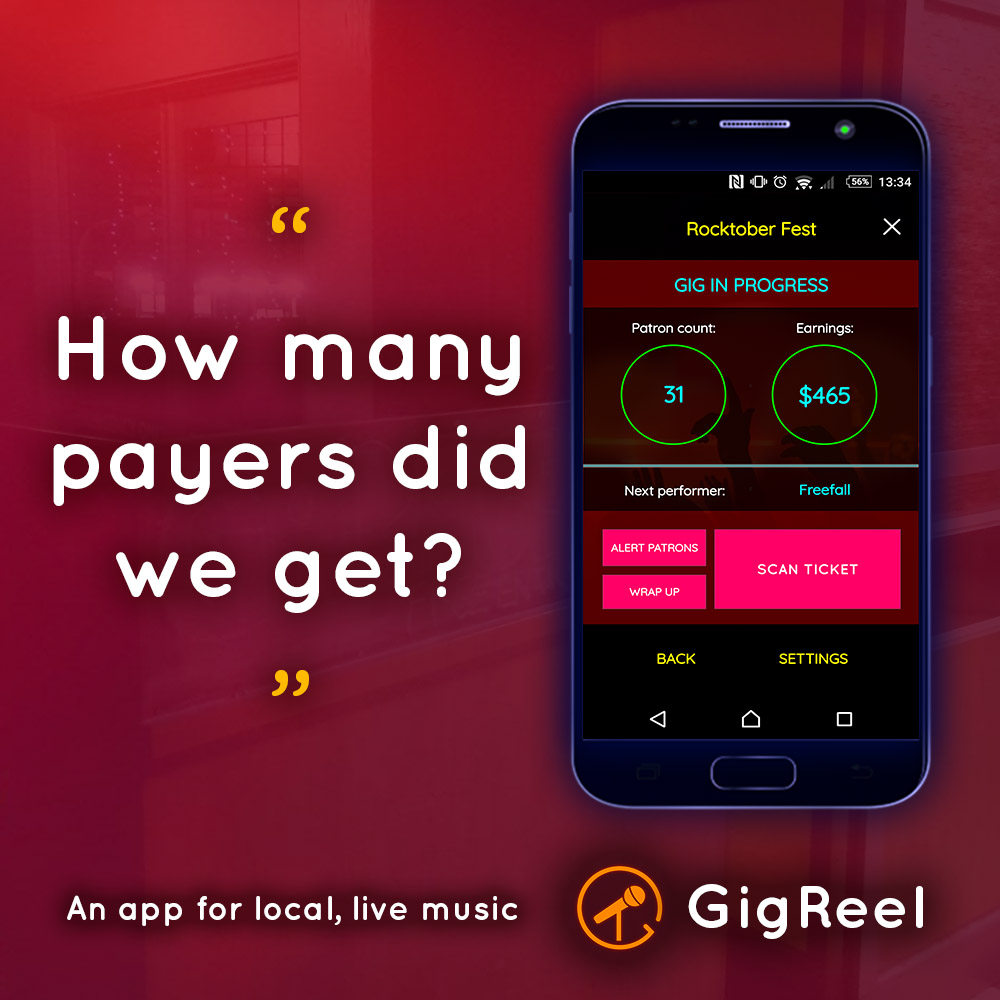 “
How many
payers did
we get?
”
56% 13:34
Rocktober Fest
GIG IN PROGRESS
Patron count: Earnings:
31 $465
Next performer: Freefall
ALERT PATRONS
SCAN TICKET
WRAP UP
BACK SETTINGS
An app for local, live music
GigReel